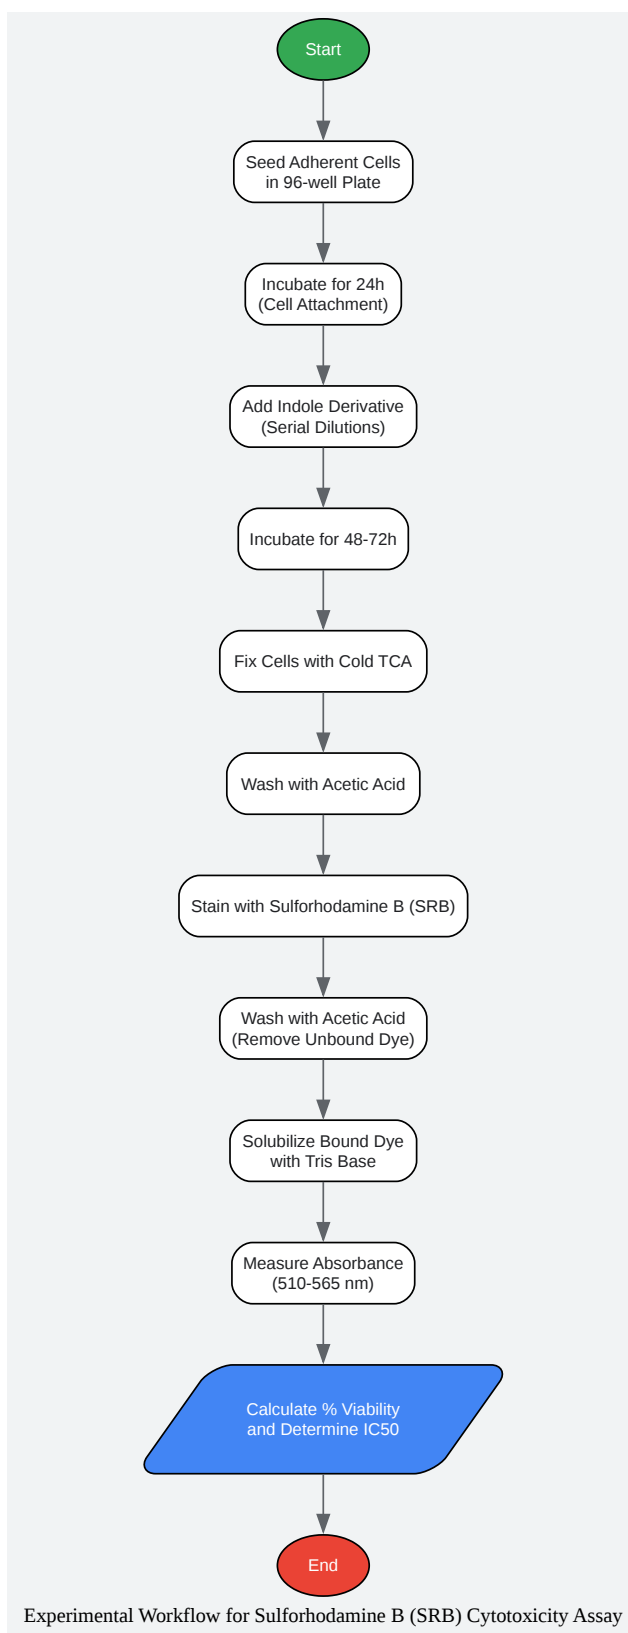 Start
Seed Adherent Cells
in 96-well Plate
Incubate for 24h
(Cell Attachment)
Add Indole Derivative
(Serial Dilutions)
Incubate for 48-72h
Fix Cells with Cold TCA
Wash with Acetic Acid
Stain with Sulforhodamine B (SRB)
Wash with Acetic Acid
(Remove Unbound Dye)
Solubilize Bound Dye
with Tris Base
Measure Absorbance
(510-565 nm)
Calculate % Viability
and Determine IC50
End
Experimental Workflow for Sulforhodamine B (SRB) Cytotoxicity Assay